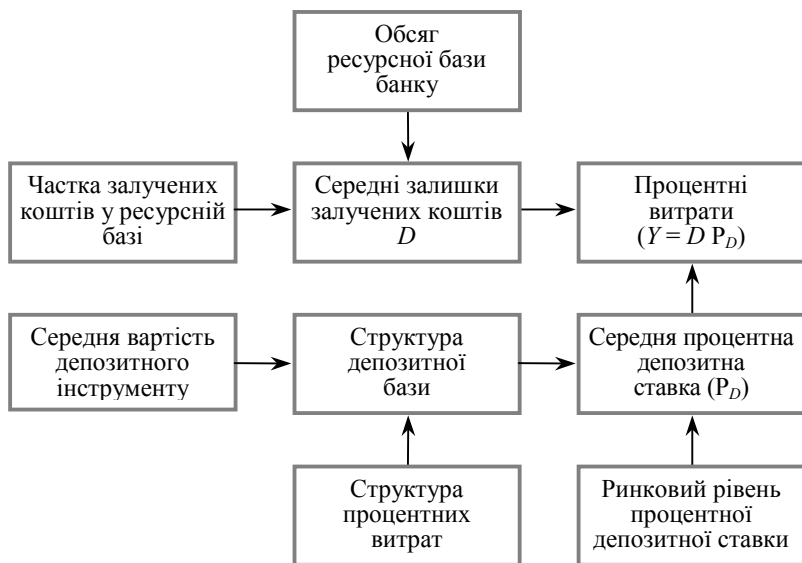 Обсяг
ресурсної бази
банку
Частка залучених
коштів у ресурсній
базі
Середні залишки
залучених коштів
D
Процентні
витрати
(Y = D P_D)
Середня вартість
депозитного
інструменту
Структура
депозитної
бази
Середня процентна
депозитна
ставка (P_D)
Структура
процентних
витрат
Ринковий рівень
процентної
депозитної ставки